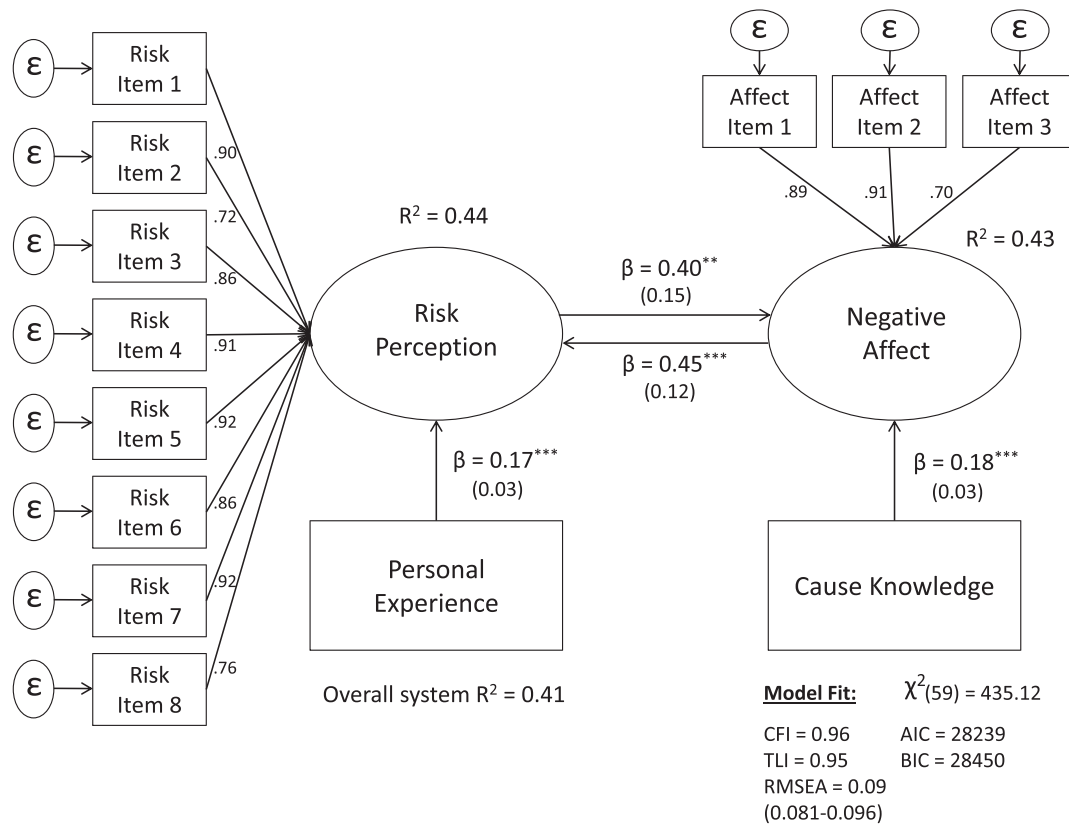 ε
Risk
Item 1
ε
Risk
Item 2
ε
Risk
Item 3
ε
Risk
Item 4
ε
Risk
Item 5
ε
Risk
Item 6
ε
Risk
Item 7
ε
Risk
Item 8
.90
.72
.86
.91
.92
.86
.92
.76
R² = 0.44
Risk
Perception
β = 0.17***
(0.03)
Personal
Experience
Overall system R² = 0.41
β = 0.40**
(0.15)
β = 0.45***
(0.12)
ε
ε
ε
Affect
Item 1
Affect
Item 2
Affect
Item 3
.89
.91
.70
R² = 0.43
Negative
Affect
β = 0.18***
(0.03)
Cause Knowledge
Model Fit: χ²(59) = 435.12
CFI = 0.96 AIC = 28239
TLI = 0.95 BIC = 28450
RMSEA = 0.09
(0.081-0.096)